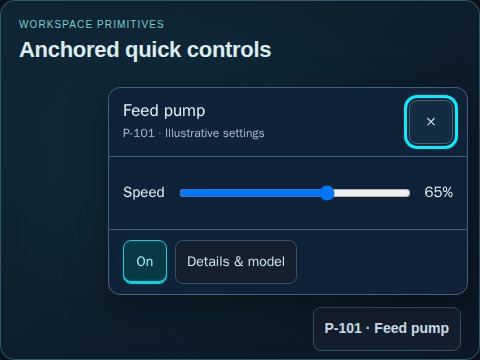 WORKSPACE PRIMITIVES
Anchored quick controls
Feed pump
P-101 · Illustrative settings
×
Speed 65%
On Details & model
P-101 · Feed pump